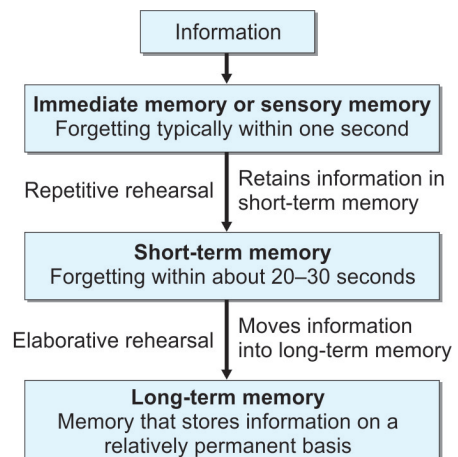 Information
Immediate memory or sensory memory
Forgetting typically within one second
Repetitive rehearsal
Retains information in
short-term memory
Short-term memory
Forgetting within about 20–30 seconds
Elaborative rehearsal
Moves information
into long-term memory
Long-term memory
Memory that stores information on a
relatively permanent basis